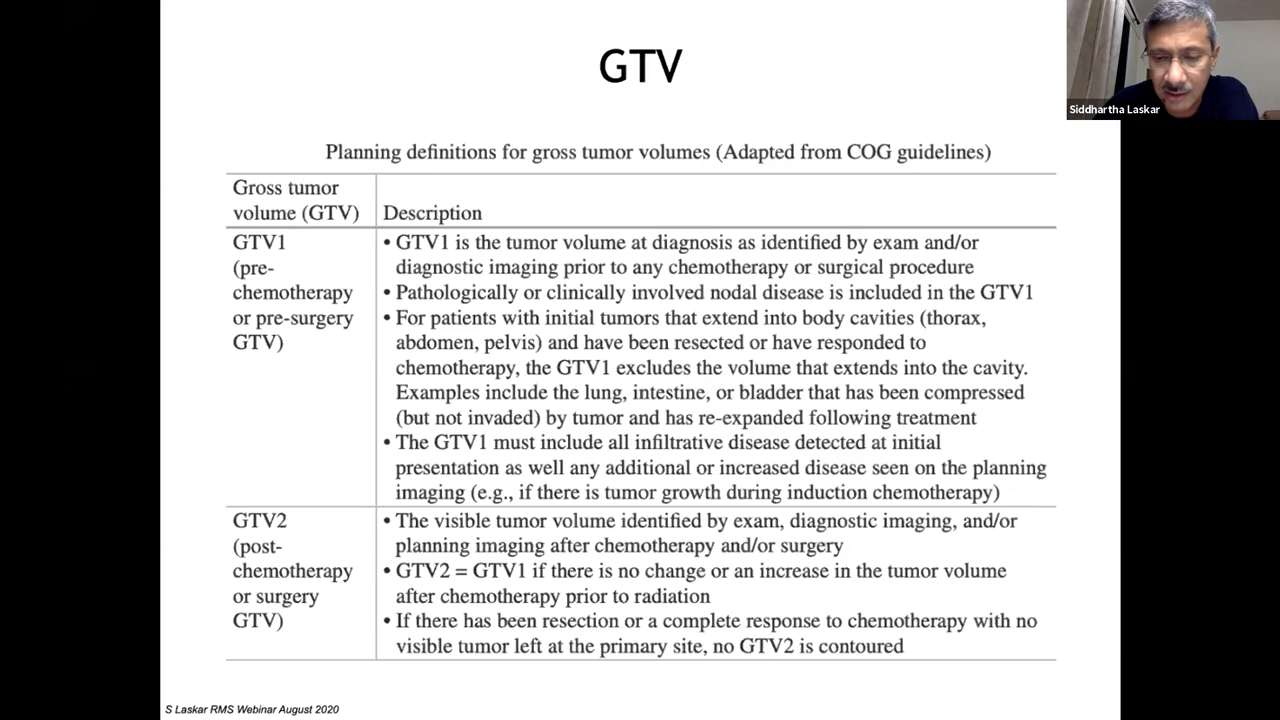 GTV
Siddhartha Laskar
Planning definitions for gross tumor volumes (Adapted from COG guidelines)
Gross tumor
volume (GTV)
Description
GTV1
(pre-
chemotherapy
or pre-surgery
GTV)
• GTV1 is the tumor volume at diagnosis as identified by exam and/or
diagnostic imaging prior to any chemotherapy or surgical procedure
• Pathologically or clinically involved nodal disease is included in the GTV1
• For patients with initial tumors that extend into body cavities (thorax,
abdomen, pelvis) and have been resected or have responded to
chemotherapy, the GTV1 excludes the volume that extends into the cavity.
Examples include the lung, intestine, or bladder that has been compressed
(but not invaded) by tumor and has re-expanded following treatment
• The GTV1 must include all infiltrative disease detected at initial
presentation as well any additional or increased disease seen on the planning
imaging (e.g., if there is tumor growth during induction chemotherapy)
GTV2
(post-
chemotherapy
or surgery
GTV)
• The visible tumor volume identified by exam, diagnostic imaging, and/or
planning imaging after chemotherapy and/or surgery
• GTV2 = GTV1 if there is no change or an increase in the tumor volume
after chemotherapy prior to radiation
• If there has been resection or a complete response to chemotherapy with no
visible tumor left at the primary site, no GTV2 is contoured
S Laskar RMS Webinar August 2020